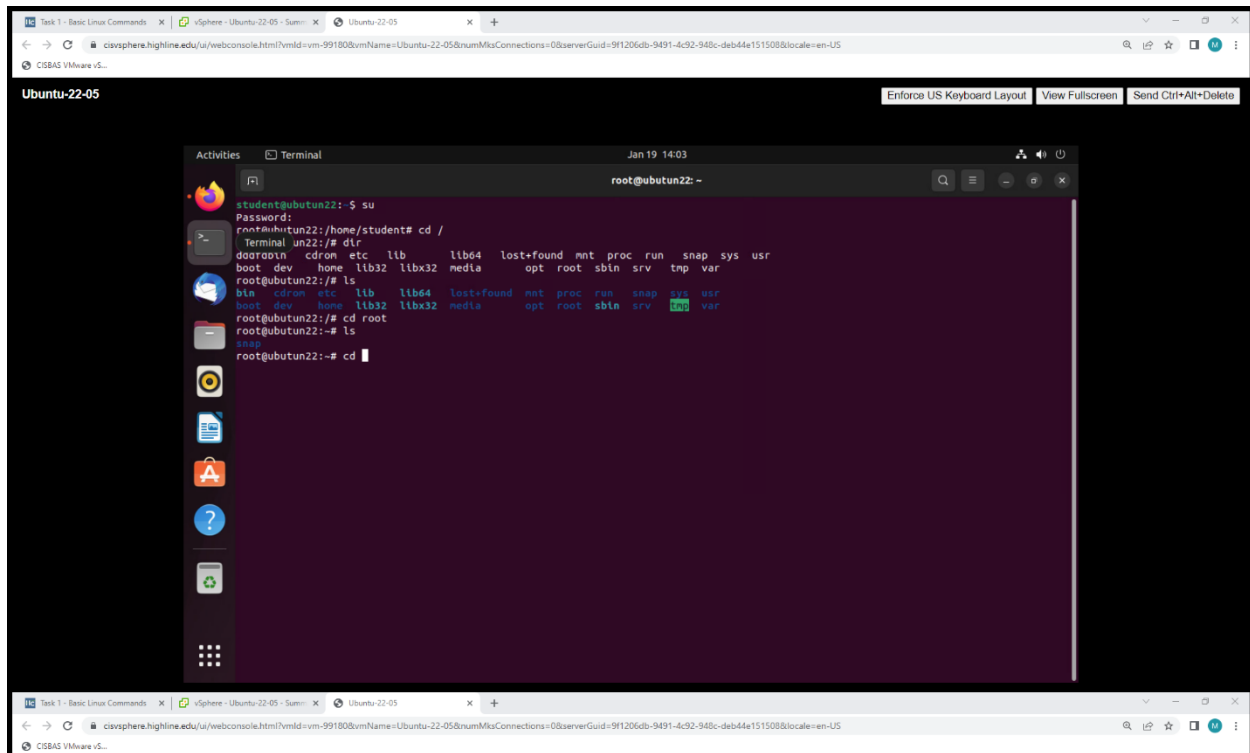 Task 1 - Basic Linux Commands vSphere - Ubuntu-22-05 - Summ Ubuntu-22-05
cisvsphere.highline.edu/ui/webconsole.html?vmId=vm-99180&vmName=Ubuntu-22-05&numMksConnections=0&serverGuid=9f1206db-9491-4c92-948c-deb44e151508&locale=en-US
CISBAS VMware vS...
Ubuntu-22-05 Enforce US Keyboard Layout View Fullscreen Send Ctrl+Alt+Delete
Activities Terminal Jan 19 14:03
root@ubutun22: ~
student@ubutun22:~$ su
Password:
root@ubutun22:/home/student# cd /
Terminal un22:/# dir
cdrom etc lib lib64 lost+found mnt proc run snap sys usr
boot dev home lib32 libx32 media opt root sbin srv tmp var
root@ubutun22:/# ls
bin cdrom etc lib lib64 lost+found mnt proc run snap sys usr
boot dev home lib32 libx32 media opt root sbin srv tmp var
root@ubutun22:/# cd root
root@ubutun22:~# ls
snap
root@ubutun22:~# cd
Task 1 - Basic Linux Commands vSphere - Ubuntu-22-05 - Summ Ubuntu-22-05
cisvsphere.highline.edu/ui/webconsole.html?vmId=vm-99180&vmName=Ubuntu-22-05&numMksConnections=0&serverGuid=9f1206db-9491-4c92-948c-deb44e151508&locale=en-US
CISBAS VMware vS...